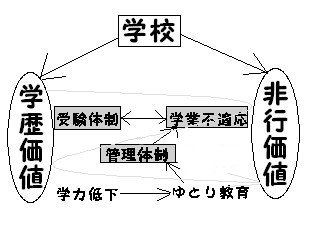 学校
学歴価値
非行価値
受験体制
学業不適応
管理体制
学力低下
ゆとり教育